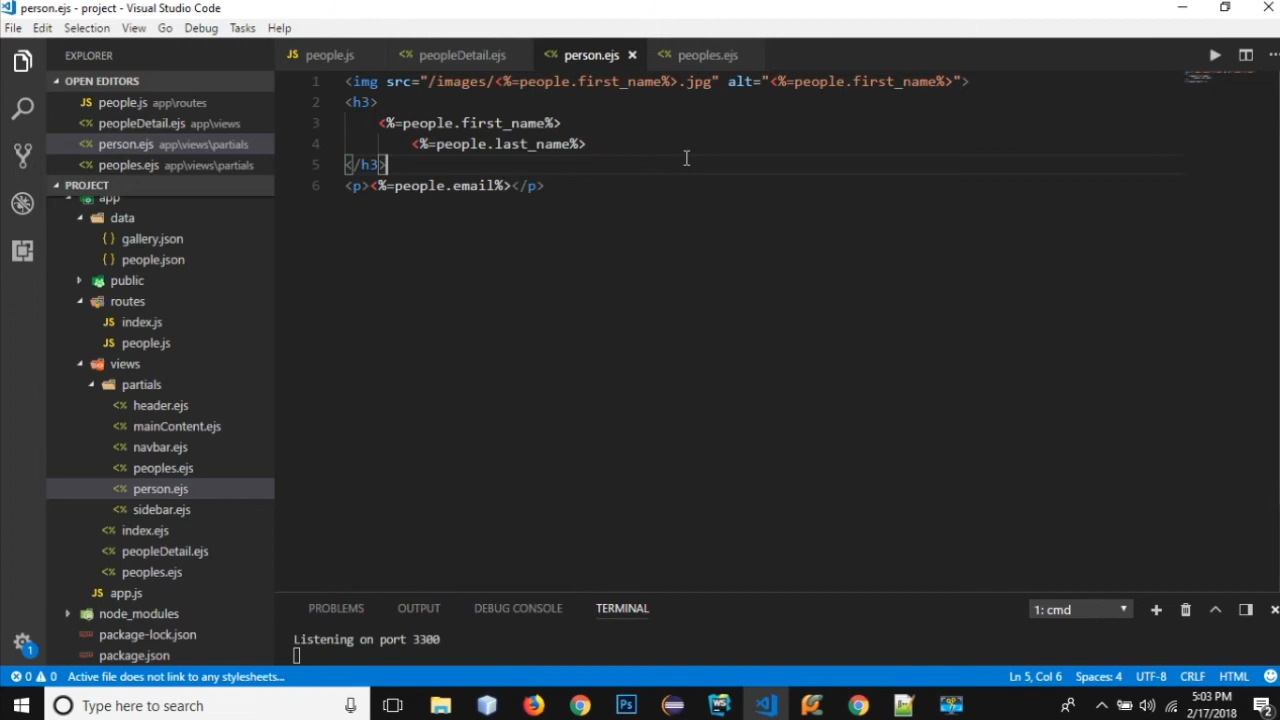 person.ejs - project - Visual Studio Code
File Edit Selection View Go Debug Tasks Help
EXPLORER
OPEN EDITORS
people.js app\routes
peopleDetail.ejs app\views
person.ejs app\views\partials
peoples.ejs app\views\partials
PROJECT
app
data
gallery.json
people.json
public
routes
index.js
people.js
views
partials
header.ejs
mainContent.ejs
navbar.ejs
peoples.ejs
person.ejs
sidebar.ejs
index.ejs
peopleDetail.ejs
peoples.ejs
app.js
node_modules
package-lock.json
package.json
people.js peopleDetail.ejs person.ejs peoples.ejs
1 <img src="/images/<%=people.first_name%>.jpg" alt="<%=people.first_name%>">
2 <h3>
3 <%=people.first_name%>
4 <%=people.last_name%>
5 </h3>
6 <p><%=people.email%></p>
PROBLEMS OUTPUT DEBUG CONSOLE TERMINAL 1: cmd
Listening on port 3300
0 0 Active file does not link to any stylesheets... Ln 5, Col 6 Spaces: 4 UTF-8 CRLF HTML
Type here to search
5:03 PM
2/17/2018